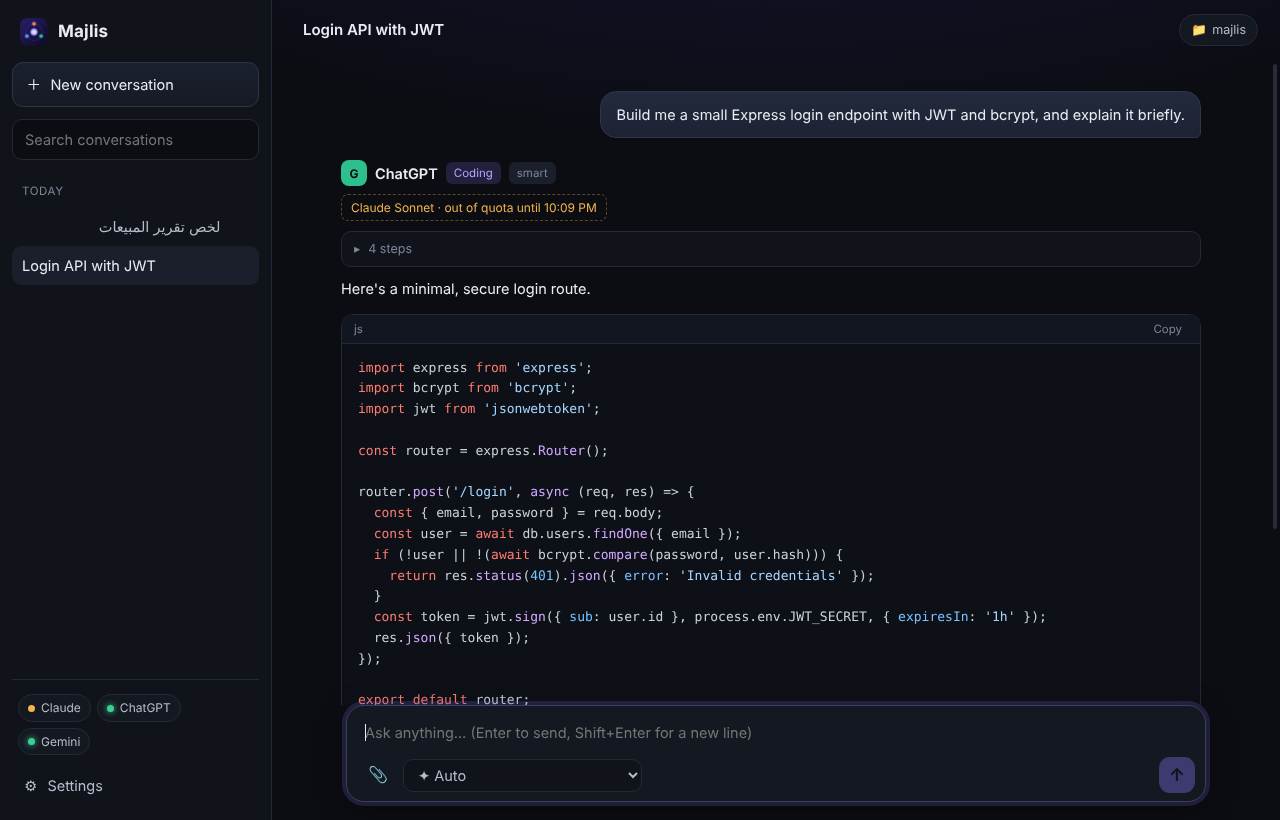 Majlis
+ New conversation
Search conversations
TODAY
لخص تقرير المبيعات
Login API with JWT
Claude
ChatGPT
Gemini
Settings
Login API with JWT
majlis
Build me a small Express login endpoint with JWT and bcrypt, and explain it briefly.
G ChatGPT Coding smart
Claude Sonnet · out of quota until 10:09 PM
▸ 4 steps
Here's a minimal, secure login route.
js Copy
import express from 'express';
import bcrypt from 'bcrypt';
import jwt from 'jsonwebtoken';
const router = express.Router();
router.post('/login', async (req, res) => {
  const { email, password } = req.body;
  const user = await db.users.findOne({ email });
  if (!user || !(await bcrypt.compare(password, user.hash))) {
    return res.status(401).json({ error: 'Invalid credentials' });
  }
  const token = jwt.sign({ sub: user.id }, process.env.JWT_SECRET, { expiresIn: '1h' });
  res.json({ token });
});
export default router;
Ask anything… (Enter to send, Shift+Enter for a new line)
✦ Auto